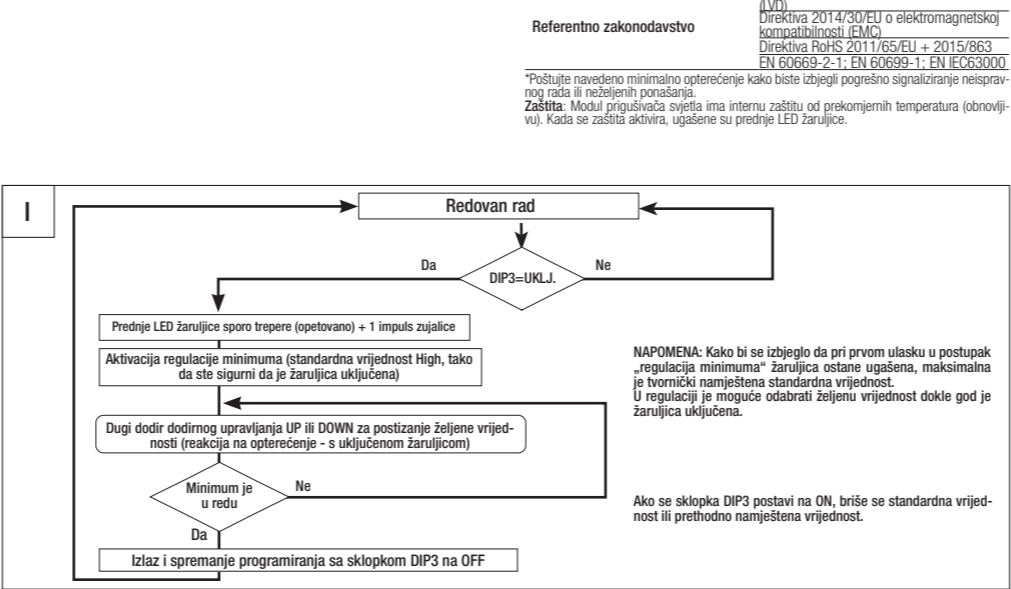 (LVD)
Referentno zakonodavstvo
Direktiva 2014/30/EU o elektromagnetskoj
kompatibilnosti (EMC)
Direktiva RoHS 2011/65/EU + 2015/863
EN 60669-2-1; EN 60699-1; EN IEC63000
*Poštujte navedeno minimalno opterećenje kako biste izbjegli pogrešno signaliziranje neisprav-
nog rada ili neželjenih ponašanja.
Zaštita: Modul prigušivača svjetla ima internu zaštitu od prekomjernih temperatura (obnovlji-
vu). Kada se zaštita aktivira, ugašene su prednje LED žaruljice.
I
Redovan rad
Da
DIP3=UKLJ.
Ne
Prednje LED žaruljice sporo trepere (opetovano) + 1 impuls zujalice
Aktivacija regulacije minimuma (standardna vrijednost High, tako
da ste sigurni da je žaruljica uključena)
Dugi dodir dodirnog upravljanja UP ili DOWN za postizanje željene vrijed-
nosti (reakcija na opterećenje - s uključenom žaruljicom)
Minimum je
u redu
Ne
Da
Izlaz i spremanje programiranja sa sklopkom DIP3 na OFF
NAPOMENA: Kako bi se izbjeglo da pri prvom ulasku u postupak
„regulacija minimuma“ žaruljica ostane ugašena, maksimalna
je tvornički namještena standardna vrijednost.
U regulaciji je moguće odabrati željenu vrijednost dokle god je
žaruljica uključena.
Ako se sklopka DIP3 postavi na ON, briše se standardna vrijed-
nost ili prethodno namještena vrijednost.